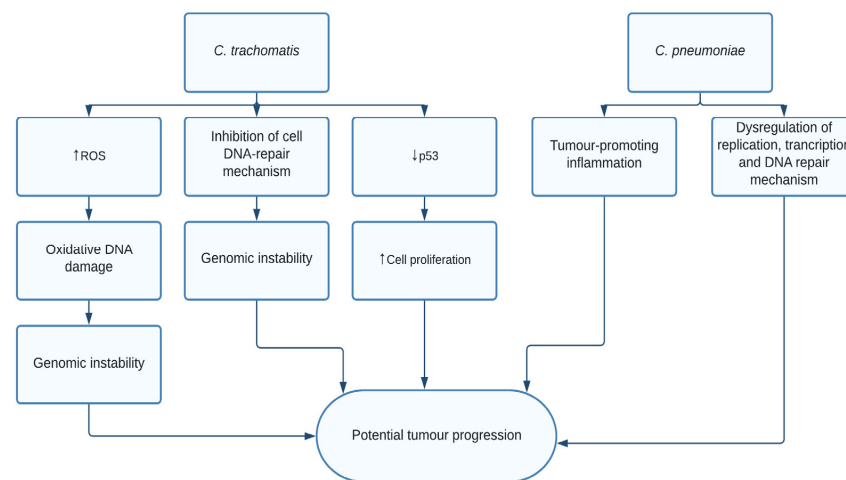 C. trachomatis
C. pneumoniae
↑ROS
Inhibition of cell
DNA-repair
mechanism
↓p53
Tumour-promoting
inflammation
Dysregulation of
replication, trancription
and DNA repair
mechanism
Oxidative DNA
damage
Genomic instability
↑Cell proliferation
Genomic instability
Potential tumour progression